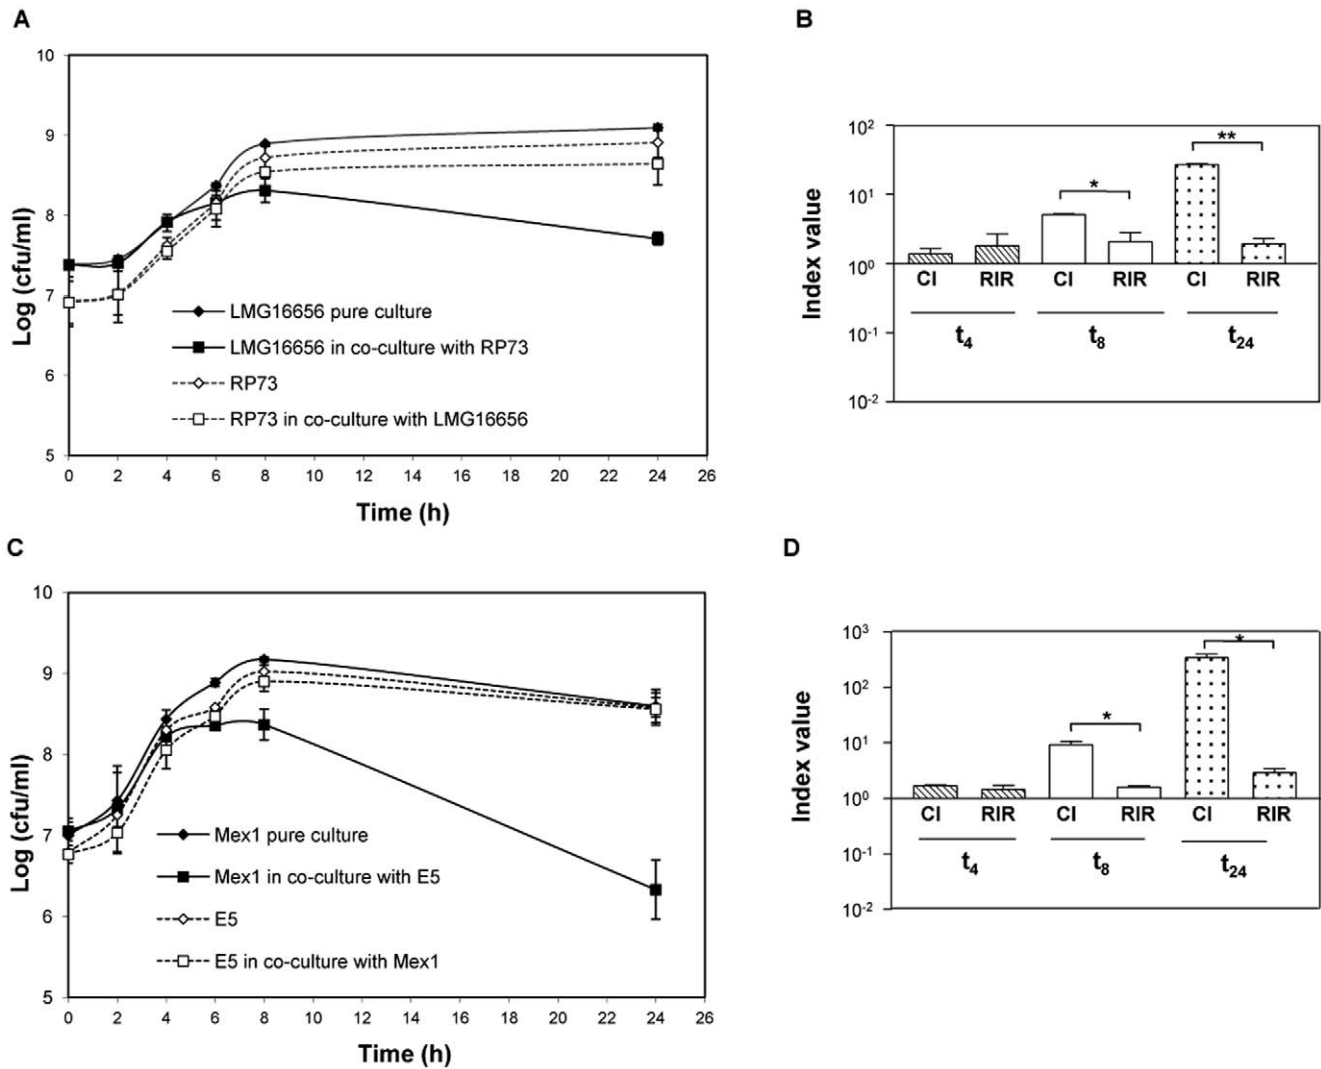 A
10
9
8
7
6
5
Log (cfu/ml)
LMG16656 pure culture
LMG16656 in co-culture with RP73
RP73
RP73 in co-culture with LMG16656
0 2 4 6 8 10 12 14 16 18 20 22 24 26
Time (h)
B
10²
10¹
10⁰
10⁻¹
10⁻²
Index value
* **
CI RIR CI RIR CI RIR
t₄ t₈ t₂₄
C
10
9
8
7
6
5
Log (cfu/ml)
Mex1 pure culture
Mex1 in co-culture with E5
E5
E5 in co-culture with Mex1
0 2 4 6 8 10 12 14 16 18 20 22 24 26
Time (h)
D
10³
10²
10¹
10⁰
10⁻¹
10⁻²
Index value
* *
CI RIR CI RIR CI RIR
t₄ t₈ t₂₄